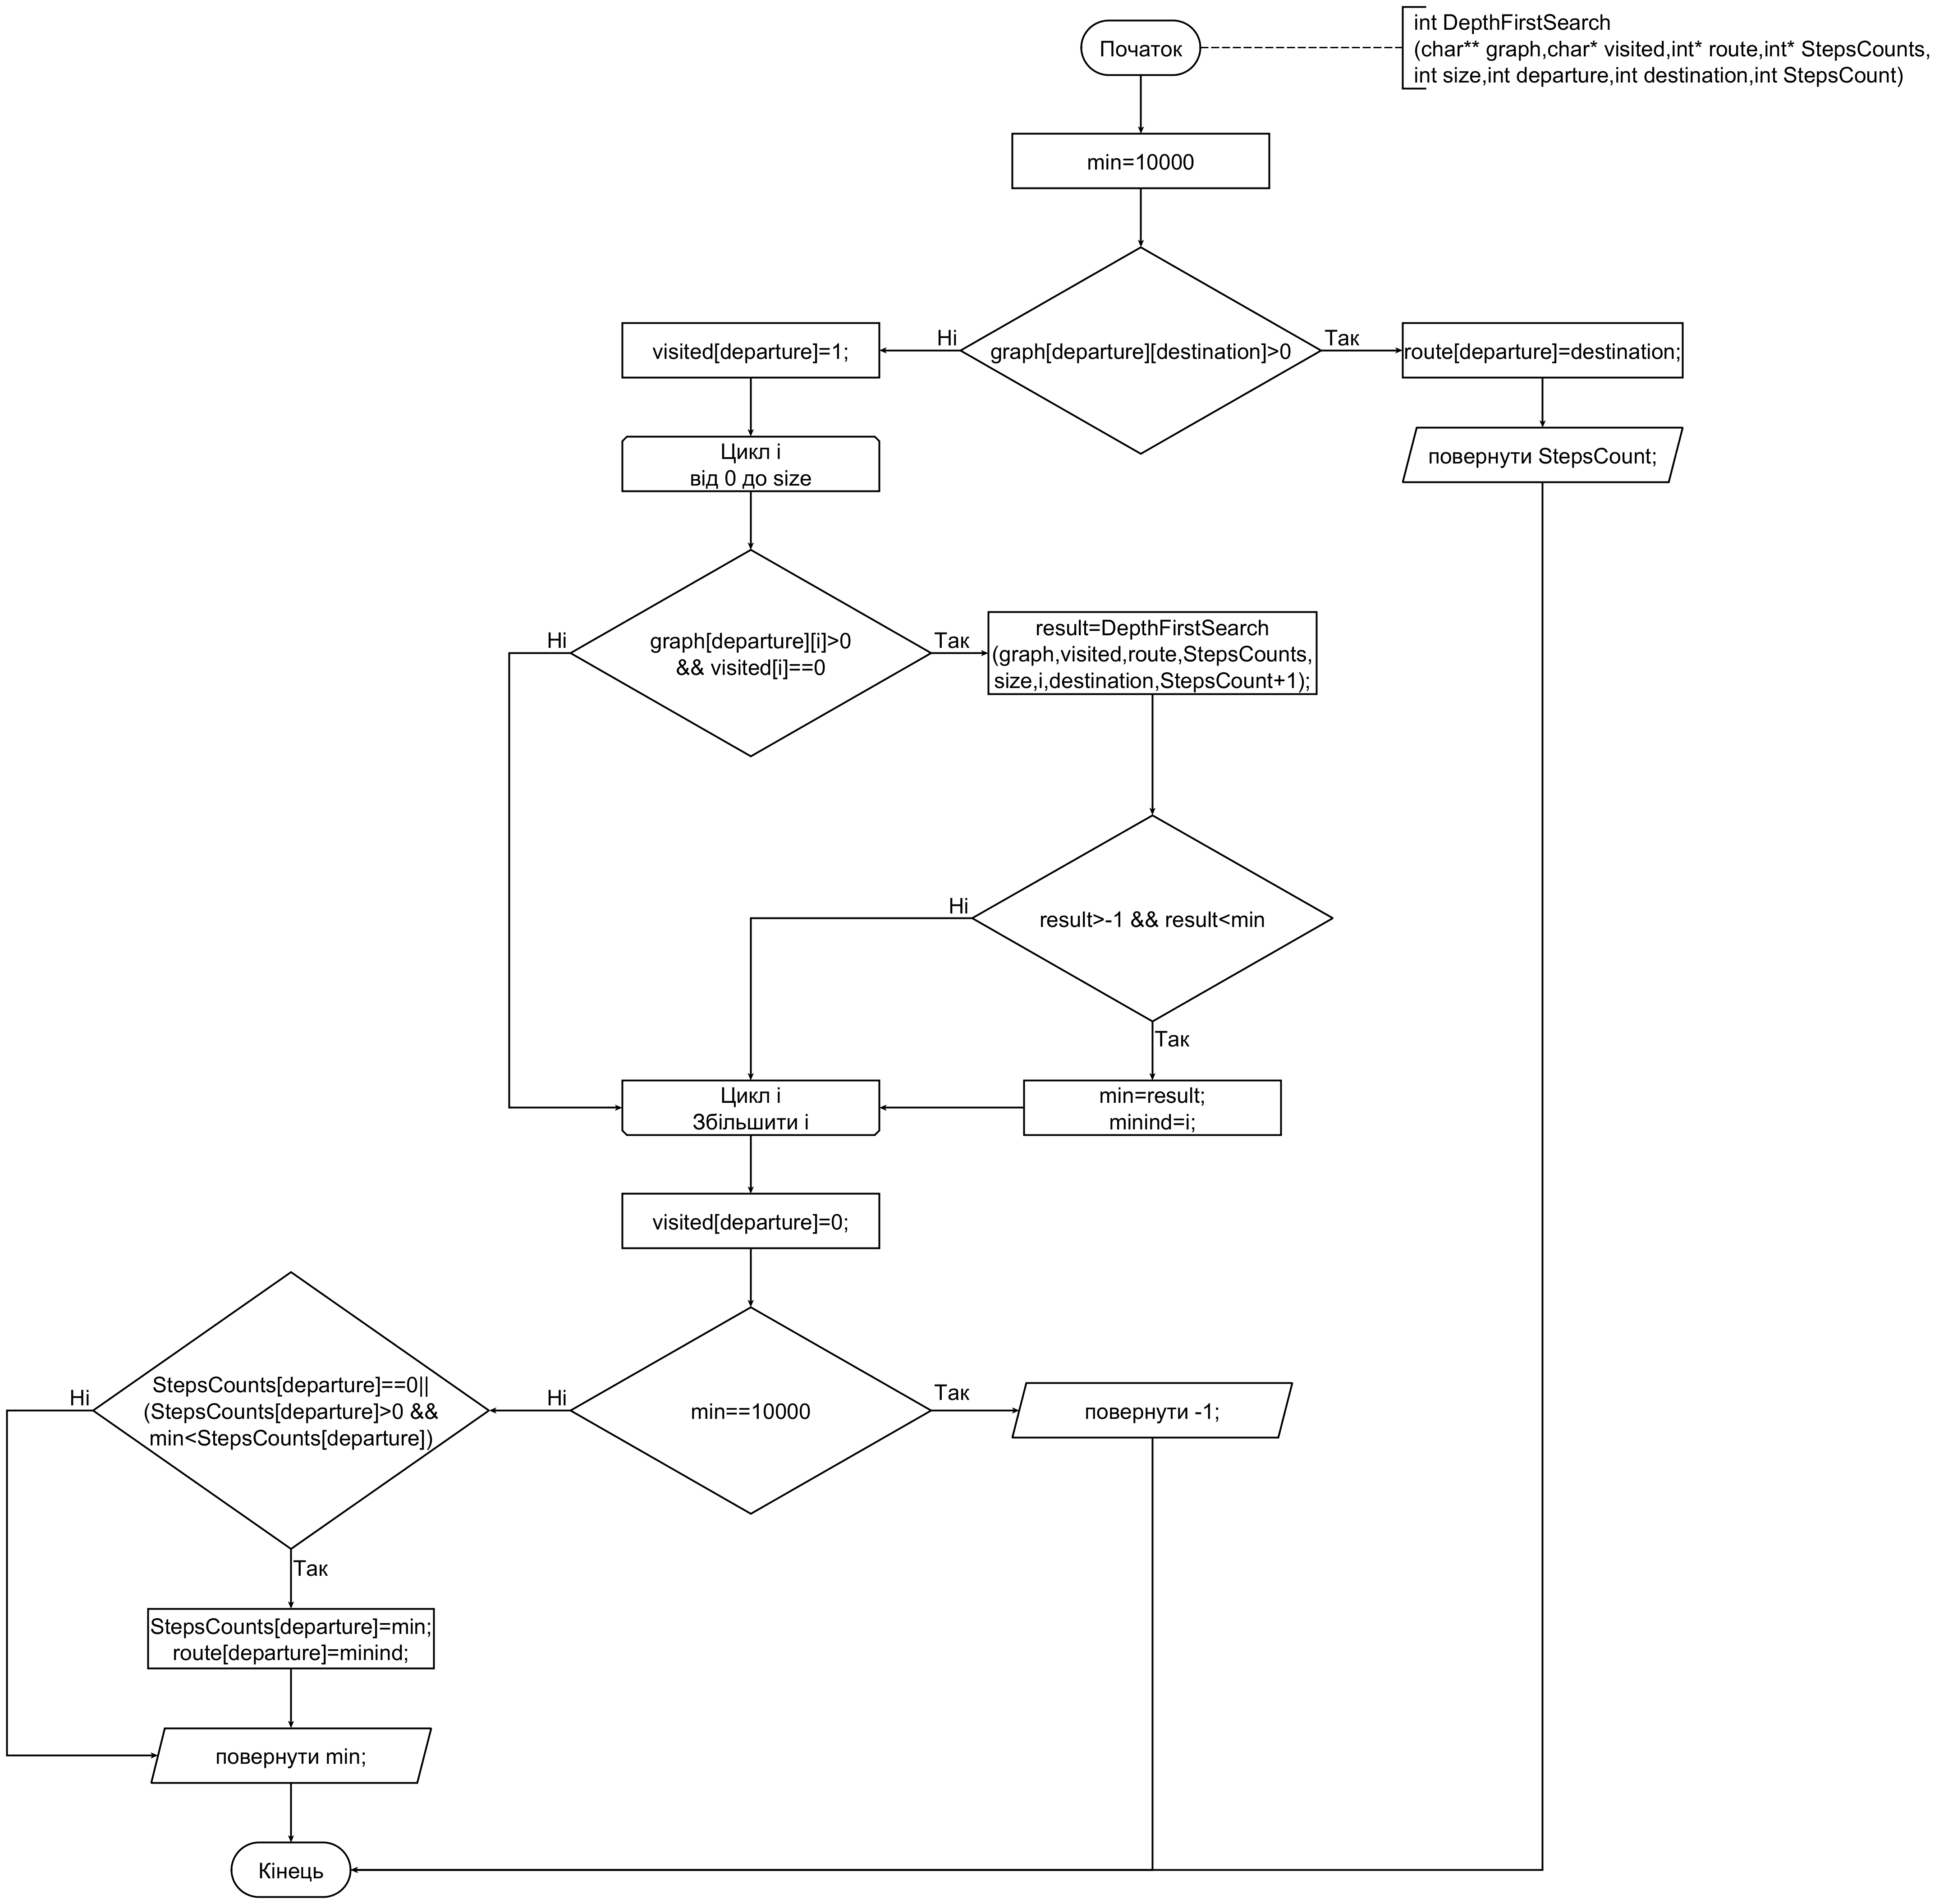 Початок
int DepthFirstSearch
(char** graph,char* visited,int* route,int* StepsCounts,
int size,int departure,int destination,int StepsCount)
min=10000
graph[departure][destination]>0
Ні
Так
visited[departure]=1;
route[departure]=destination;
Цикл i
від 0 до size
повернути StepsCount;
graph[departure][i]>0
&& visited[i]==0
Ні
Так
result=DepthFirstSearch
(graph,visited,route,StepsCounts,
size,i,destination,StepsCount+1);
result>-1 && result<min
Ні
Так
Цикл i
Збільшити i
min=result;
minind=i;
visited[departure]=0;
min==10000
Ні
Так
StepsCounts[departure]==0||
(StepsCounts[departure]>0 &&
min<StepsCounts[departure])
Ні
Так
повернути -1;
StepsCounts[departure]=min;
route[departure]=minind;
повернути min;
Кінець